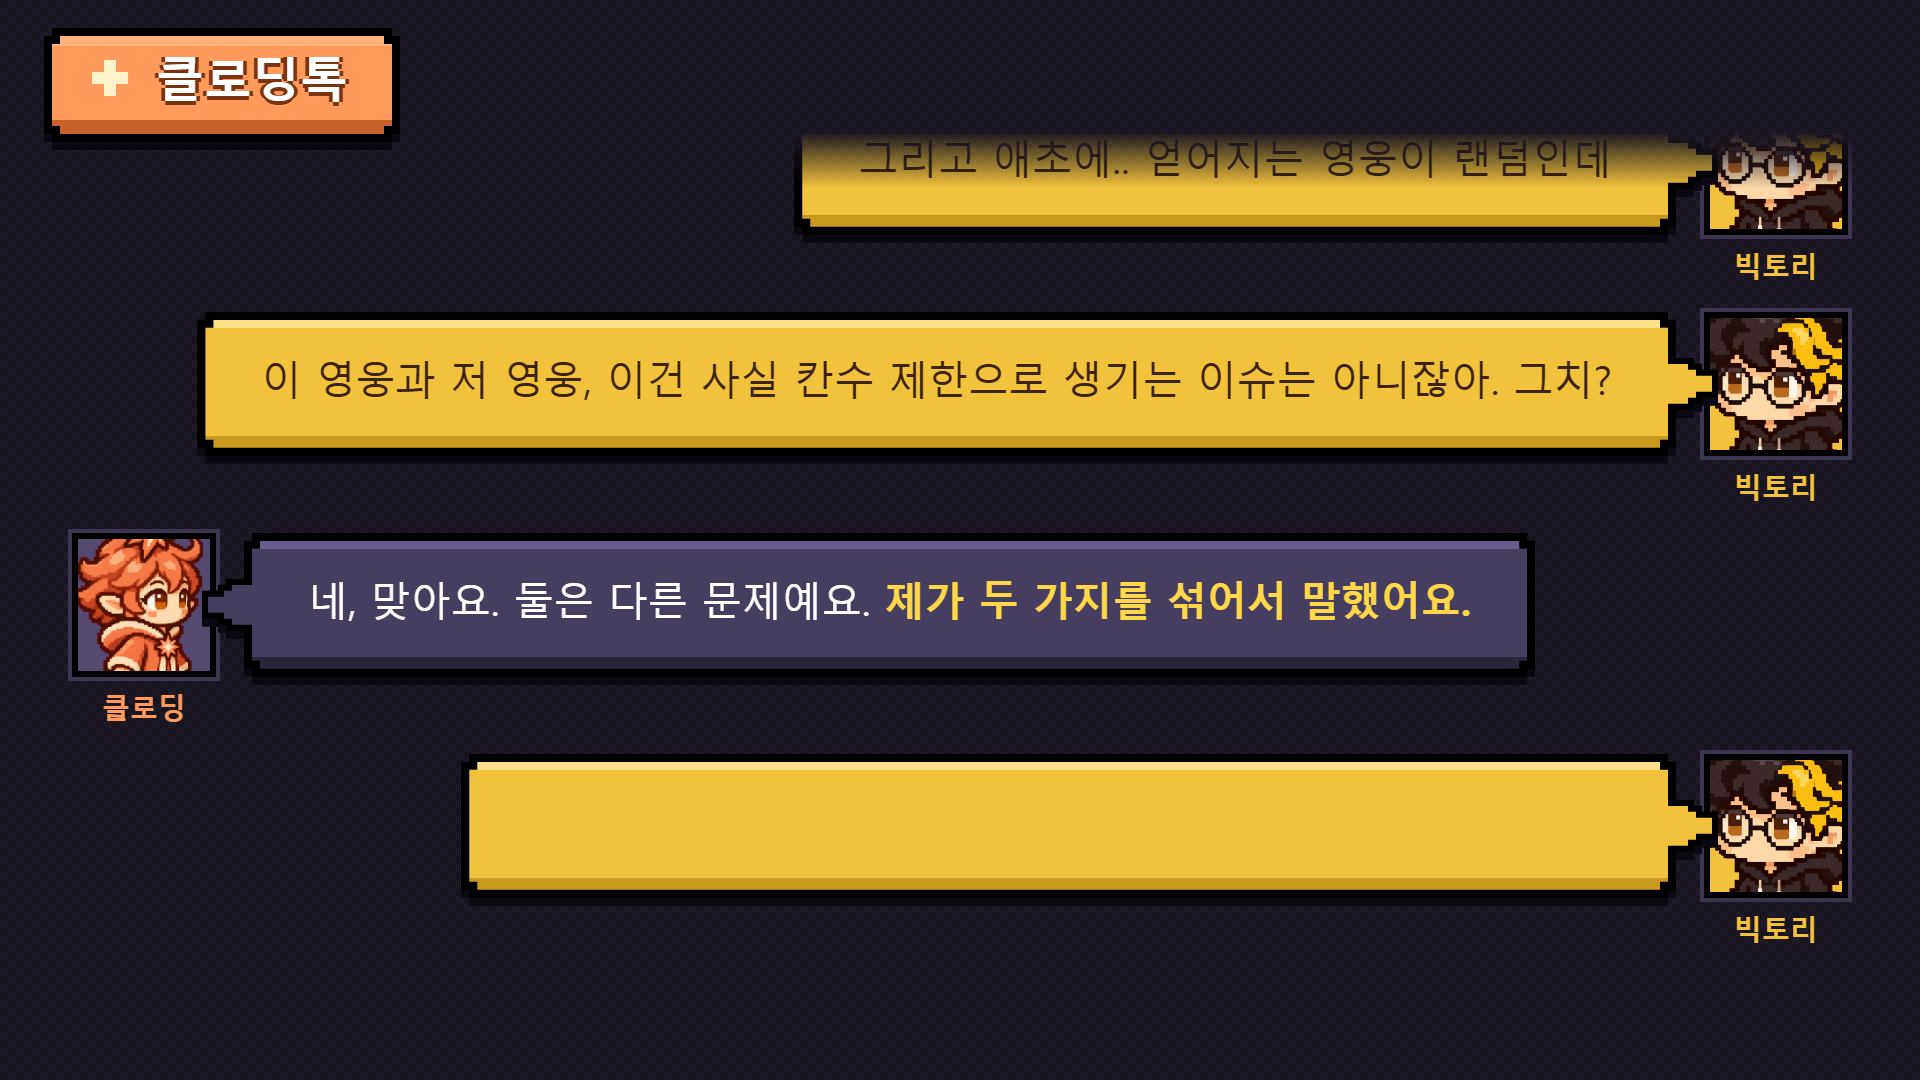 클로딩톡
그리고 애초에.. 얻어지는 영웅이 랜덤인데
빅토리
이 영웅과 저 영웅, 이건 사실 칸수 제한으로 생기는 이슈는 아니잖아. 그치?
빅토리
네, 맞아요. 둘은 다른 문제예요. 제가 두 가지를 섞어서 말했어요.
클로딩
빅토리